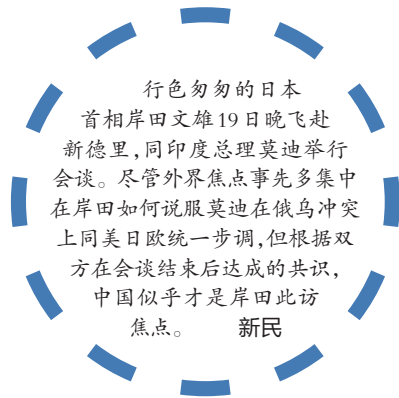 行色匆匆的日本
首相岸田文雄19日晚飞赴
新德里,同印度总理莫迪举行
会谈。尽管外界焦点事先多集中
在岸田如何说服莫迪在俄乌冲突
上同美日欧统一步调,但根据双
方在会谈结束后达成的共识,
中国似乎才是岸田此访
焦点。 新民